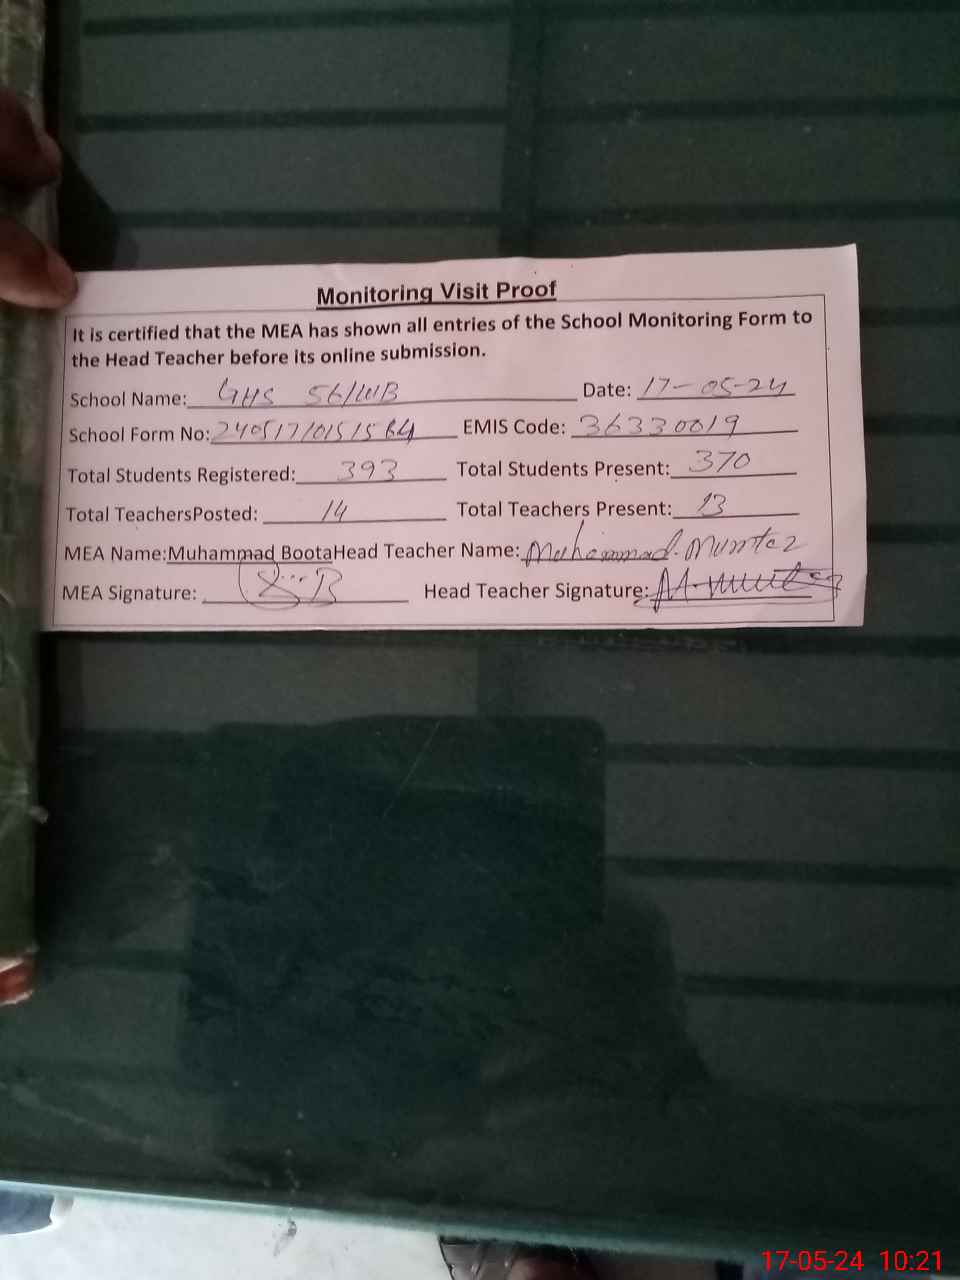 Monitoring Visit Proof
It is certified that the MEA has shown all entries of the School Monitoring Form to
the Head Teacher before its online submission.
School Name: GHS 56/WB Date: 17-05-24
School Form No: EMIS Code: 36330019
Total Students Registered: 393 Total Students Present: 370
Total TeachersPosted: 14 Total Teachers Present: 13
MEA Name:Muhammad BootaHead Teacher Name: Muhammad. Mumtaz
MEA Signature: Head Teacher Signature:
17-05-24 10:21